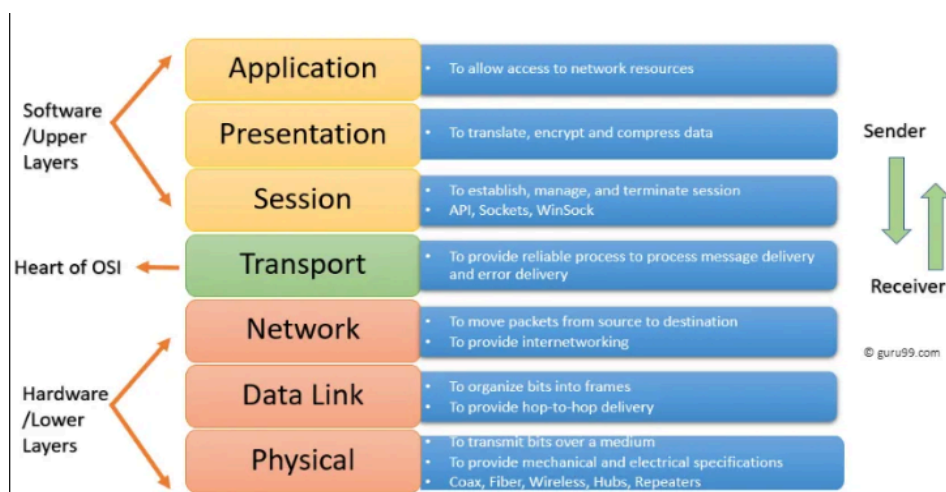 Application
• To allow access to network resources
Software
/Upper
Layers
Presentation
• To translate, encrypt and compress data
Sender
Session
• To establish, manage, and terminate session
• API, Sockets, WinSock
Heart of OSI
Transport
• To provide reliable process to process message delivery
and error delivery
Receiver
Network
• To move packets from source to destination
• To provide internetworking
© guru99.com
Hardware
/Lower
Layers
Data Link
• To organize bits into frames
• To provide hop-to-hop delivery
Physical
• To transmit bits over a medium
• To provide mechanical and electrical specifications
• Coax, Fiber, Wireless, Hubs, Repeaters